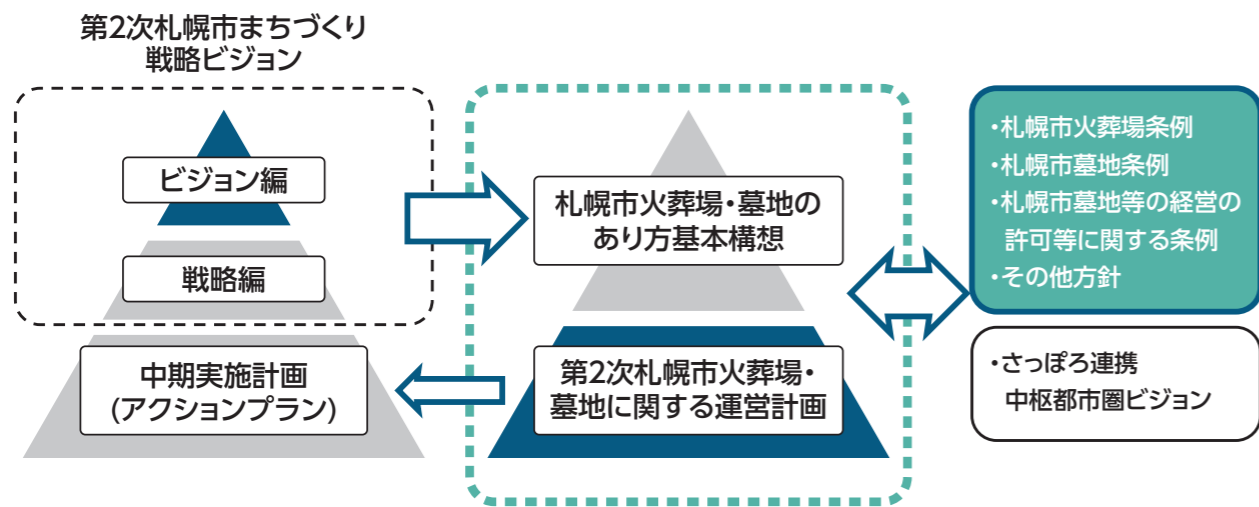 第2次札幌市まちづくり
戦略ビジョン
ビジョン編
戦略編
中期実施計画
(アクションプラン)
札幌市火葬場・墓地の
あり方基本構想
第2次札幌市火葬場・
墓地に関する運営計画
・札幌市火葬場条例
・札幌市墓地条例
・札幌市墓地等の経営の
許可等に関する条例
・その他方針
・さっぽろ連携
中枢都市圏ビジョン